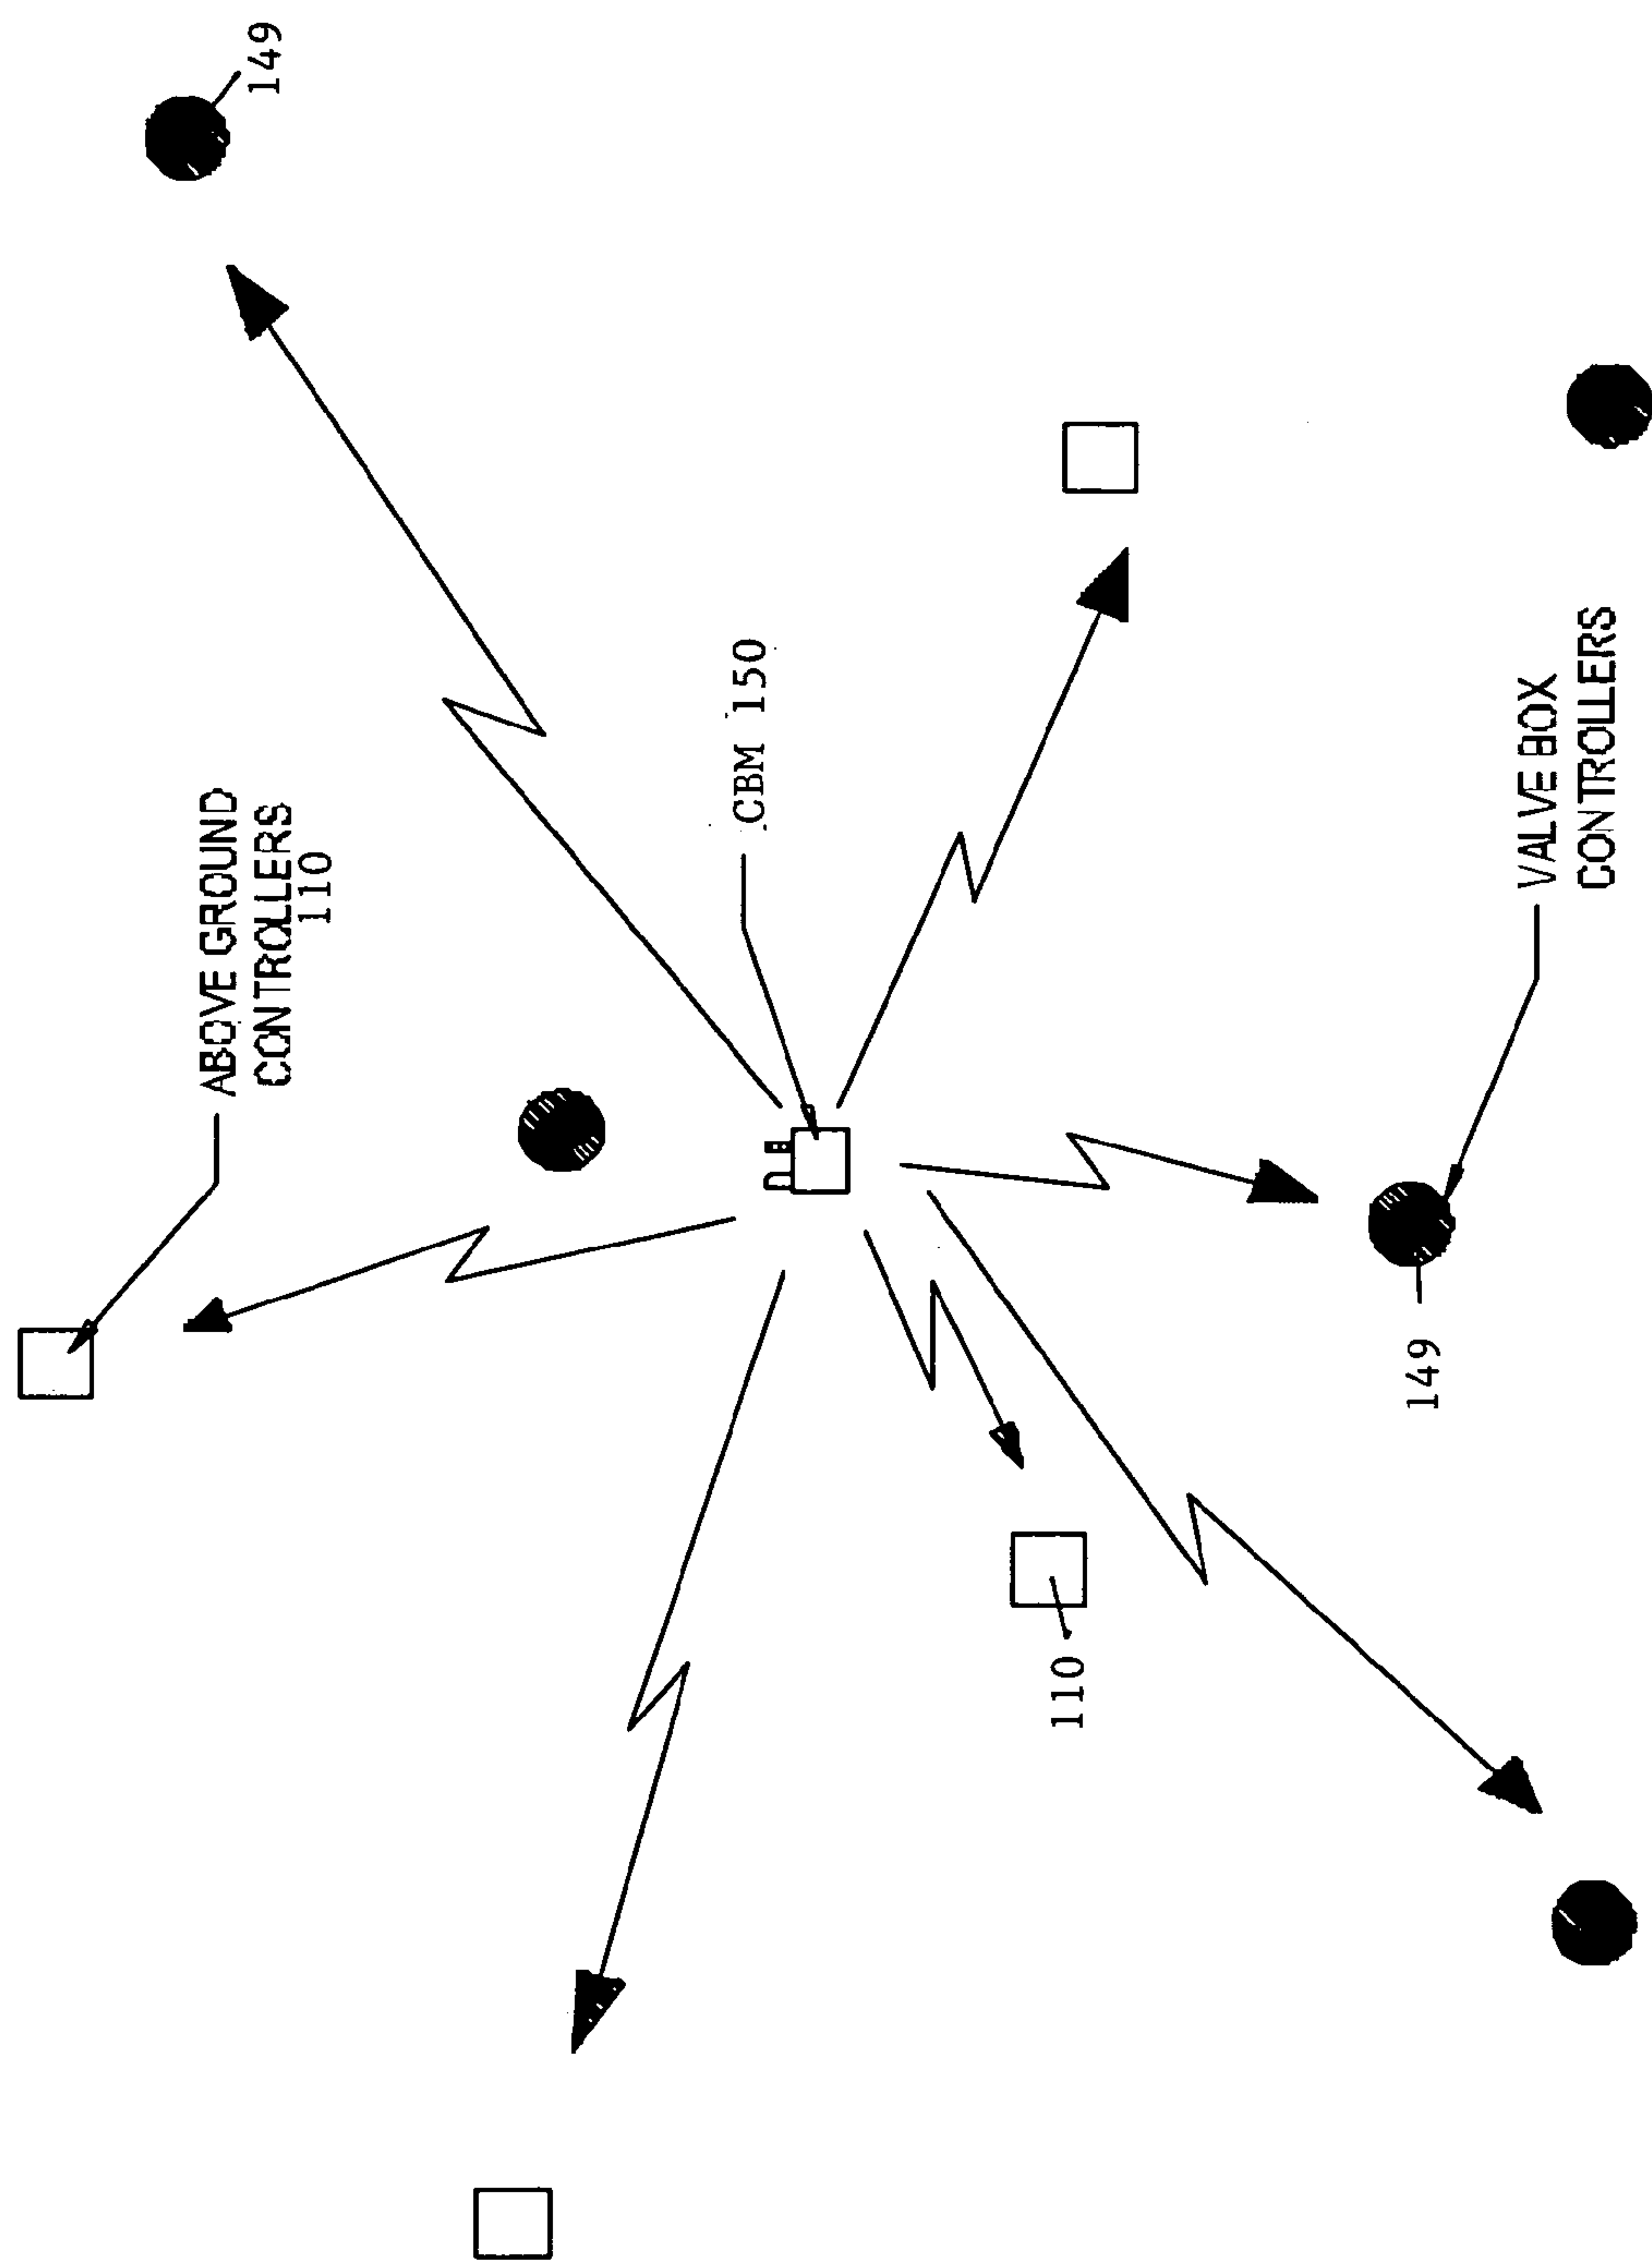 149
ABOVE GROUND
CONTROLLERS
110
CBM 150
VALVE BOX
CONTROLLERS
149
110